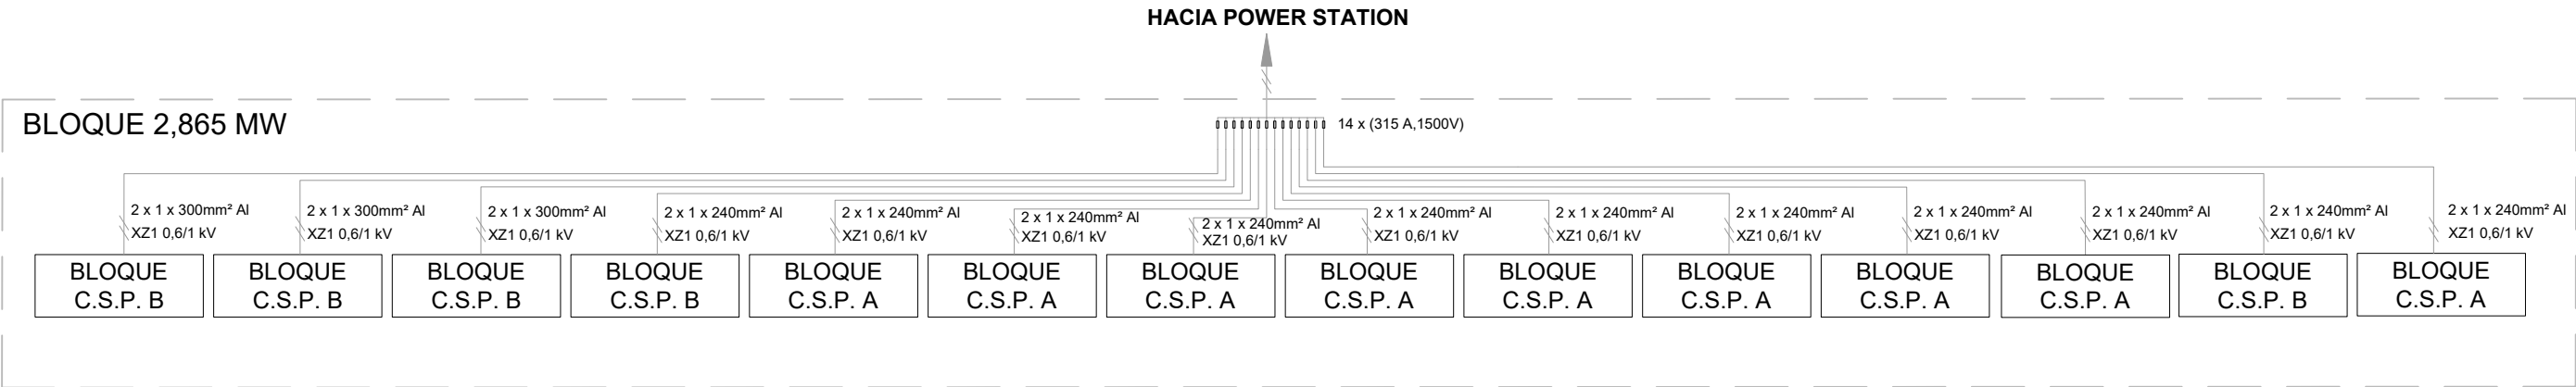 HACIA POWER STATION
BLOQUE 2,865 MW
14 x (315 A,1500V)
2 x 1 x 300mm² Al
XZ1 0,6/1 kV
2 x 1 x 300mm² Al
XZ1 0,6/1 kV
2 x 1 x 300mm² Al
XZ1 0,6/1 kV
2 x 1 x 240mm² Al
XZ1 0,6/1 kV
2 x 1 x 240mm² Al
XZ1 0,6/1 kV
2 x 1 x 240mm² Al
XZ1 0,6/1 kV
2 x 1 x 240mm² Al
XZ1 0,6/1 kV
2 x 1 x 240mm² Al
XZ1 0,6/1 kV
2 x 1 x 240mm² Al
XZ1 0,6/1 kV
2 x 1 x 240mm² Al
XZ1 0,6/1 kV
2 x 1 x 240mm² Al
XZ1 0,6/1 kV
2 x 1 x 240mm² Al
XZ1 0,6/1 kV
2 x 1 x 240mm² Al
XZ1 0,6/1 kV
2 x 1 x 240mm² Al
XZ1 0,6/1 kV
BLOQUE
C.S.P. B
BLOQUE
C.S.P. B
BLOQUE
C.S.P. B
BLOQUE
C.S.P. B
BLOQUE
C.S.P. A
BLOQUE
C.S.P. A
BLOQUE
C.S.P. A
BLOQUE
C.S.P. A
BLOQUE
C.S.P. A
BLOQUE
C.S.P. A
BLOQUE
C.S.P. A
BLOQUE
C.S.P. A
BLOQUE
C.S.P. B
BLOQUE
C.S.P. A